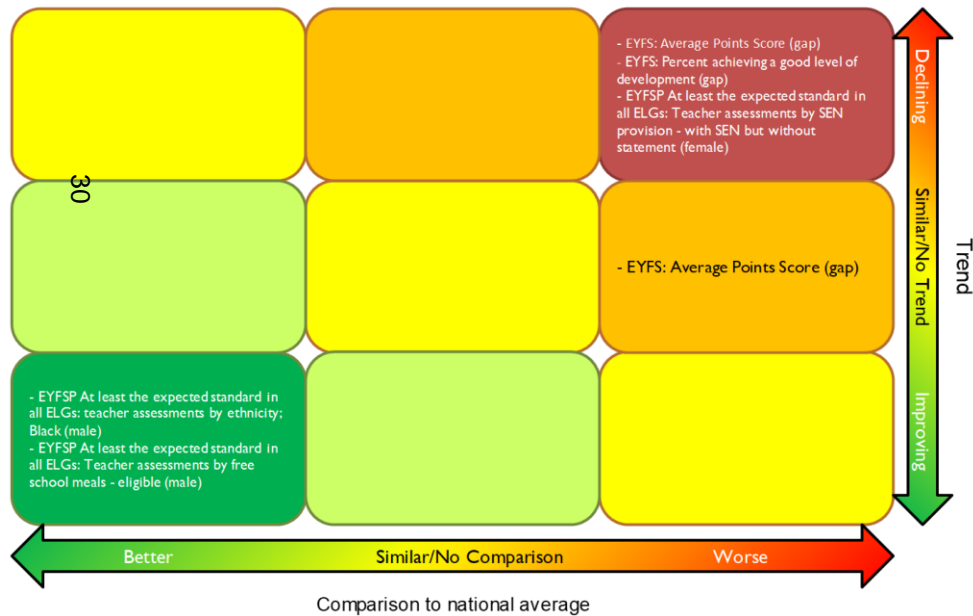 - EYFS: Average Points Score (gap)
- EYFS: Percent achieving a good level of
development (gap)
- EYFSP At least the expected standard in
all ELGs: Teacher assessments by SEN
provision - with SEN but without
statement (female)
Declining
30
- EYFS: Average Points Score (gap)
Similar/No Trend
Trend
- EYFSP At least the expected standard in
all ELGs: teacher assessments by ethnicity;
Black (male)
- EYFSP At least the expected standard in
all ELGs: Teacher assessments by free
school meals - eligible (male)
Improving
Better
Similar/No Comparison
Worse
Comparison to national average